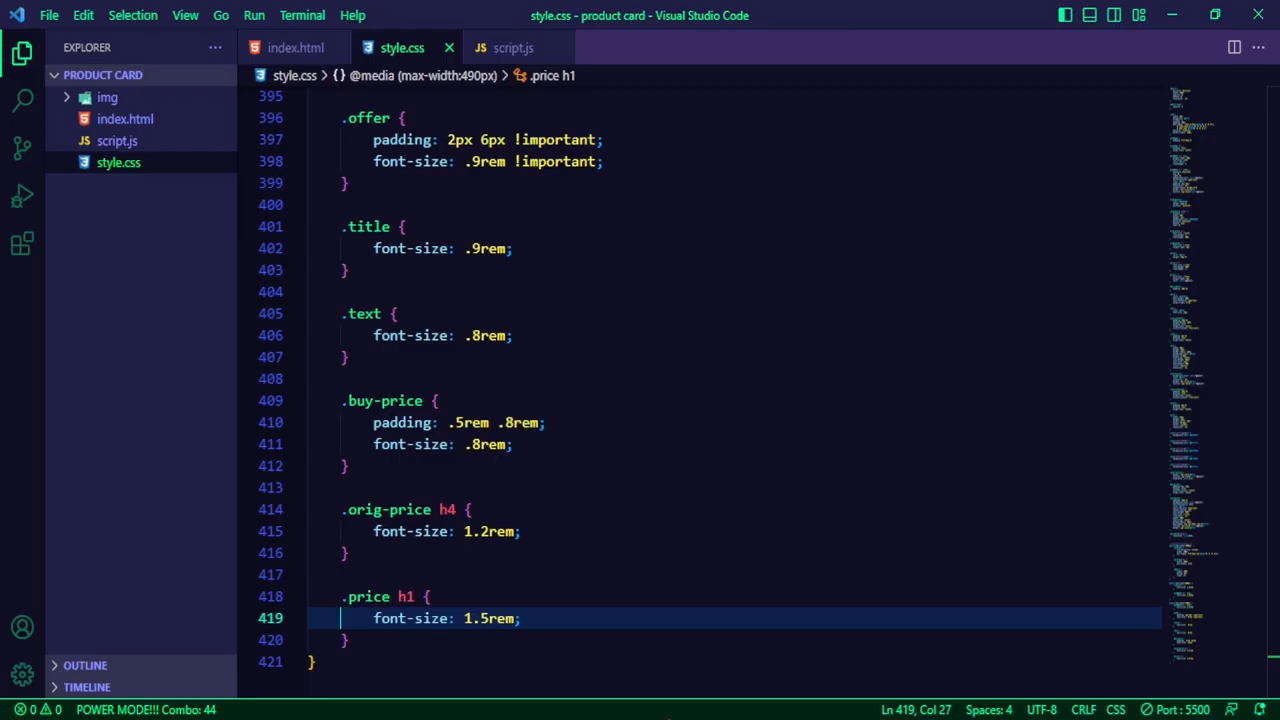 File Edit Selection View Go Run Terminal Help
style.css - product card - Visual Studio Code
EXPLORER
PRODUCT CARD
img
index.html
script.js
style.css
OUTLINE
TIMELINE
index.html
style.css
JS script.js
style.css > {} @media (max-width:490px) > .price h1
395
396 .offer {
397 padding: 2px 6px !important;
398 font-size: .9rem !important;
399 }
400
401 .title {
402 font-size: .9rem;
403 }
404
405 .text {
406 font-size: .8rem;
407 }
408
409 .buy-price {
410 padding: .5rem .8rem;
411 font-size: .8rem;
412 }
413
414 .orig-price h4 {
415 font-size: 1.2rem;
416 }
417
418 .price h1 {
419 font-size: 1.5rem;
420 }
421 }
0 0 POWER MODE!!! Combo: 44 Ln 419, Col 27 Spaces: 4 UTF-8 CRLF CSS Port : 5500